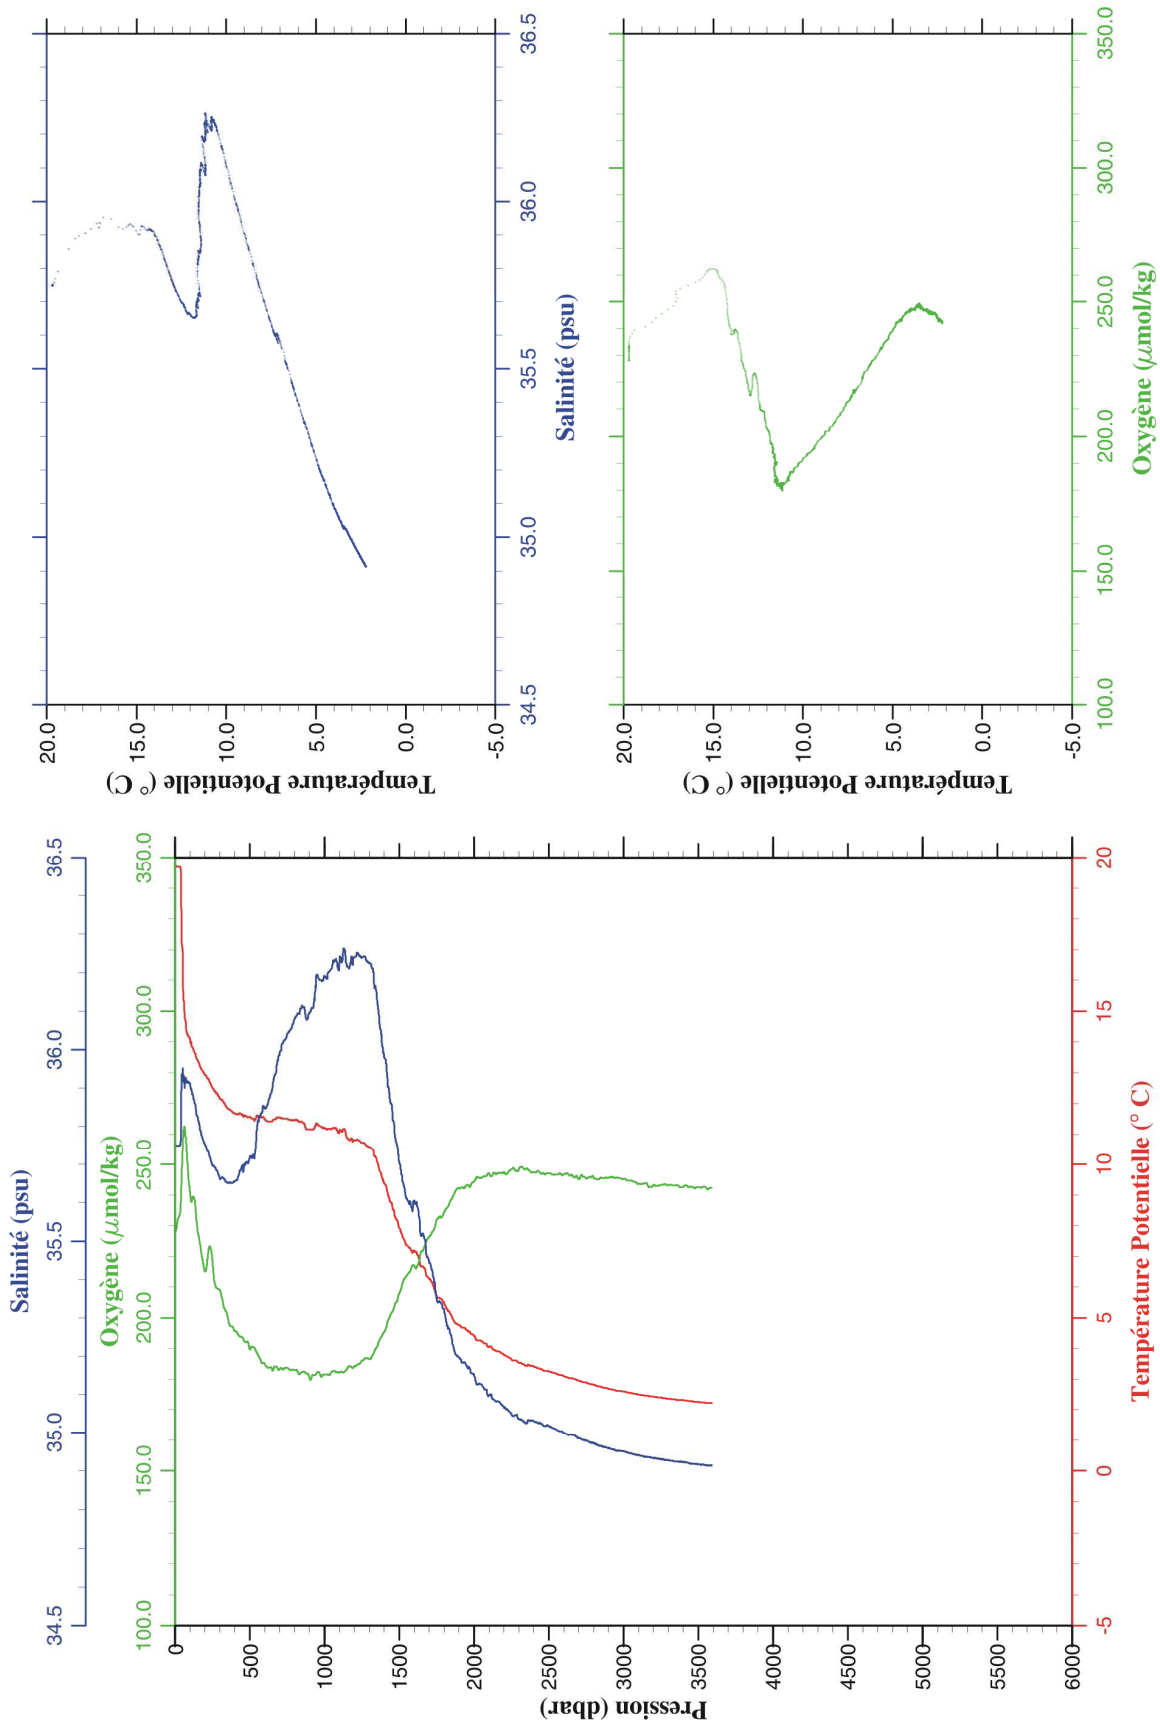 Salinité (psu)
34.5 35.0 35.5 36.0 36.5
Oxygène (μmol/kg)
100.0 150.0 200.0 250.0 300.0 350.0
0
500
1000
1500
2000
2500
3000
3500
4000
4500
5000
5500
6000
Pression (dbar)
-5 0 5 10 15 20
Température Potentielle (° C)
20.0
15.0
10.0
5.0
0.0
-5.0
Température Potentielle (° C)
34.5 35.0 35.5 36.0 36.5
Salinité (psu)
20.0
15.0
10.0
5.0
0.0
-5.0
Température Potentielle (° C)
100.0 150.0 200.0 250.0 300.0 350.0
Oxygène (μmol/kg)